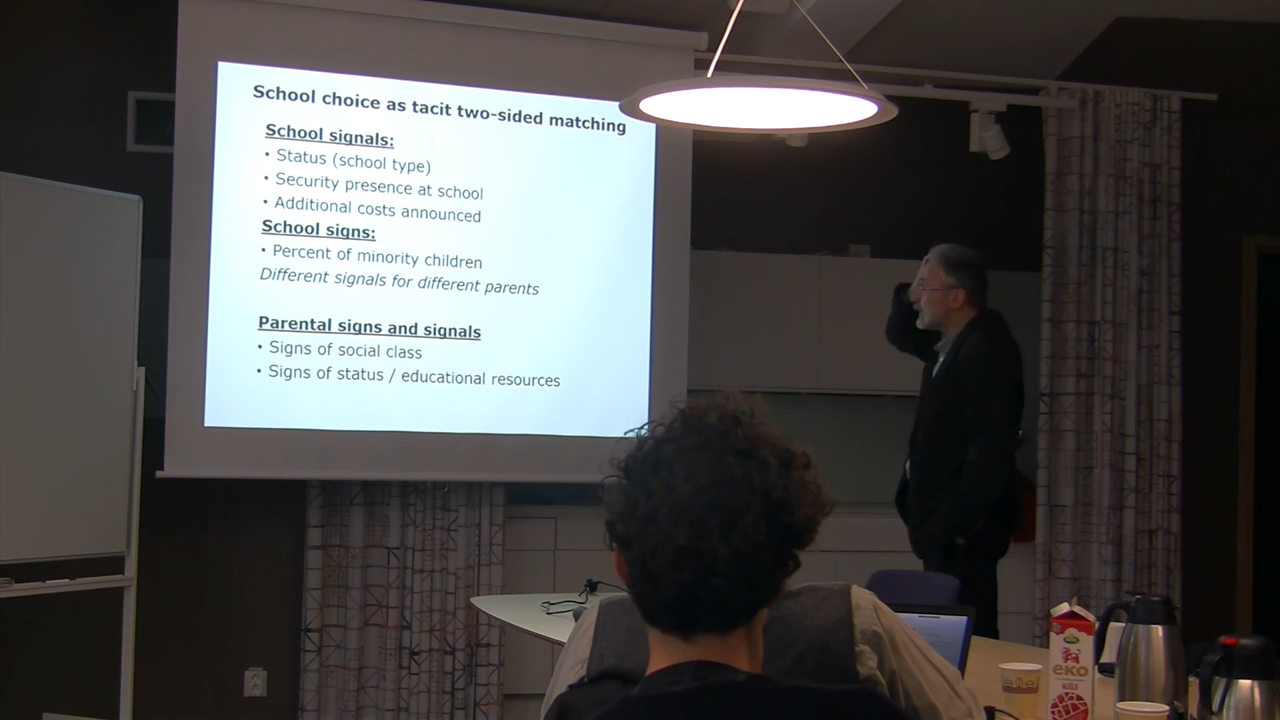 School choice as tacit two-sided matching
School signals:
• Status (school type)
• Security presence at school
• Additional costs announced
School signs:
• Percent of minority children
Different signals for different parents
Parental signs and signals
• Signs of social class
• Signs of status / educational resources
eko